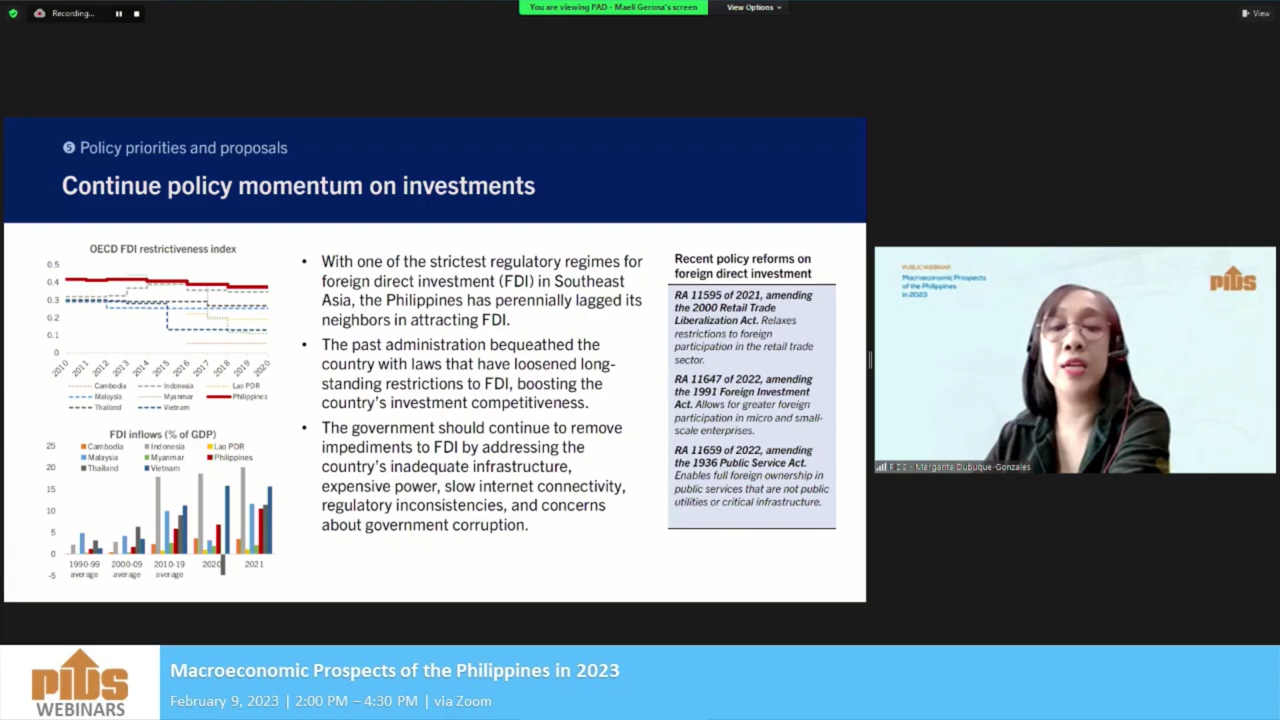 Recording...
You are viewing PAD - Maeli Gerona's screen
View Options
View
❺ Policy priorities and proposals
Continue policy momentum on investments
OECD FDI restrictiveness index
0.5
0.4
0.3
0.2
0.1
0
2010
2011
2012
2013
2014
2015
2016
2017
2018
2019
2020
Cambodia
Indonesia
Lao PDR
Malaysia
Myanmar
Philippines
Thailand
Vietnam
FDI inflows (% of GDP)
25
20
15
10
5
0
-5
Cambodia
Indonesia
Lao PDR
Malaysia
Myanmar
Philippines
Thailand
Vietnam
1990-99
average
2000-09
average
2010-19
average
2020
2021
• With one of the strictest regulatory regimes for
foreign direct investment (FDI) in Southeast
Asia, the Philippines has perennially lagged its
neighbors in attracting FDI.
• The past administration bequeathed the
country with laws that have loosened long-
standing restrictions to FDI, boosting the
country's investment competitiveness.
• The government should continue to remove
impediments to FDI by addressing the
country's inadequate infrastructure,
expensive power, slow internet connectivity,
regulatory inconsistencies, and concerns
about government corruption.
Recent policy reforms on
foreign direct investment
RA 11595 of 2021, amending
the 2000 Retail Trade
Liberalization Act. Relaxes
restrictions to foreign
participation in the retail trade
sector.
RA 11647 of 2022, amending
the 1991 Foreign Investment
Act. Allows for greater foreign
participation in micro and small-
scale enterprises.
RA 11659 of 2022, amending
the 1936 Public Service Act.
Enables full foreign ownership in
public services that are not public
utilities or critical infrastructure.
PUBLIC WEBINAR
Macroeconomic Prospects
of the Philippines
in 2023
PIDS
PIDS - Margarita Debuque-Gonzales
PIDS
WEBINARS
Macroeconomic Prospects of the Philippines in 2023
February 9, 2023 | 2:00 PM – 4:30 PM | via Zoom